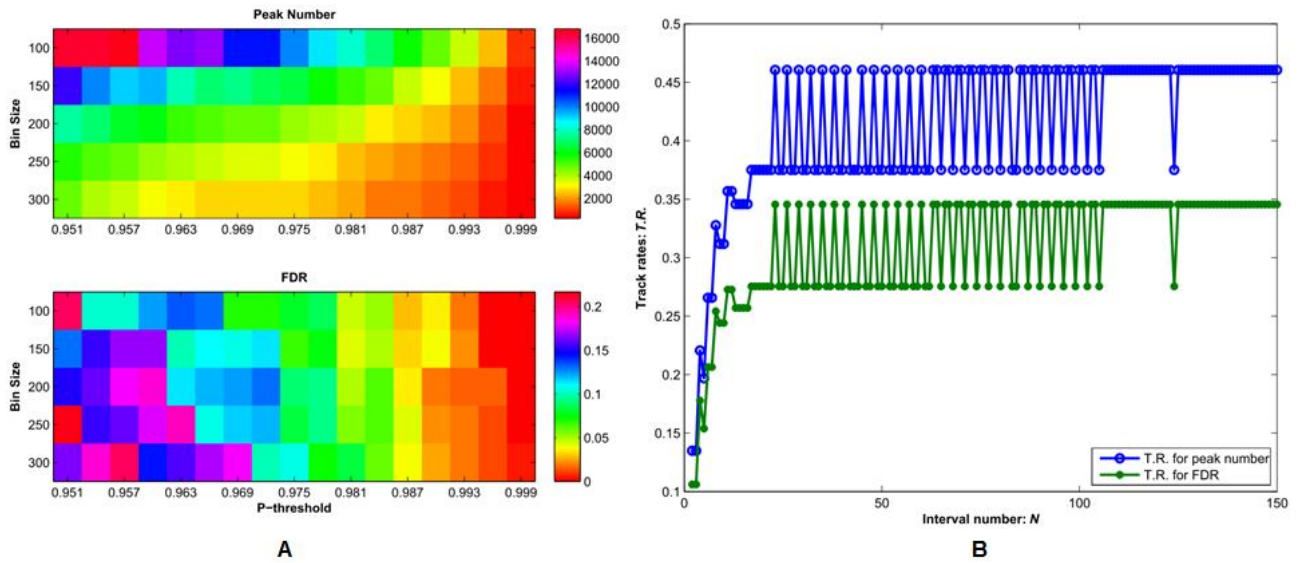 Peak Number
Bin Size
100
150
200
250
300
0.951 0.957 0.963 0.969 0.975 0.981 0.987 0.993 0.999
16000
14000
12000
10000
8000
6000
4000
2000
FDR
Bin Size
100
150
200
250
300
0.951 0.957 0.963 0.969 0.975 0.981 0.987 0.993 0.999
P-threshold
0.2
0.15
0.1
0.05
0
A
Track rates: T.R.
0.5
0.45
0.4
0.35
0.3
0.25
0.2
0.15
0.1
0 50 100 150
Interval number: N
T.R. for peak number
T.R. for FDR
B